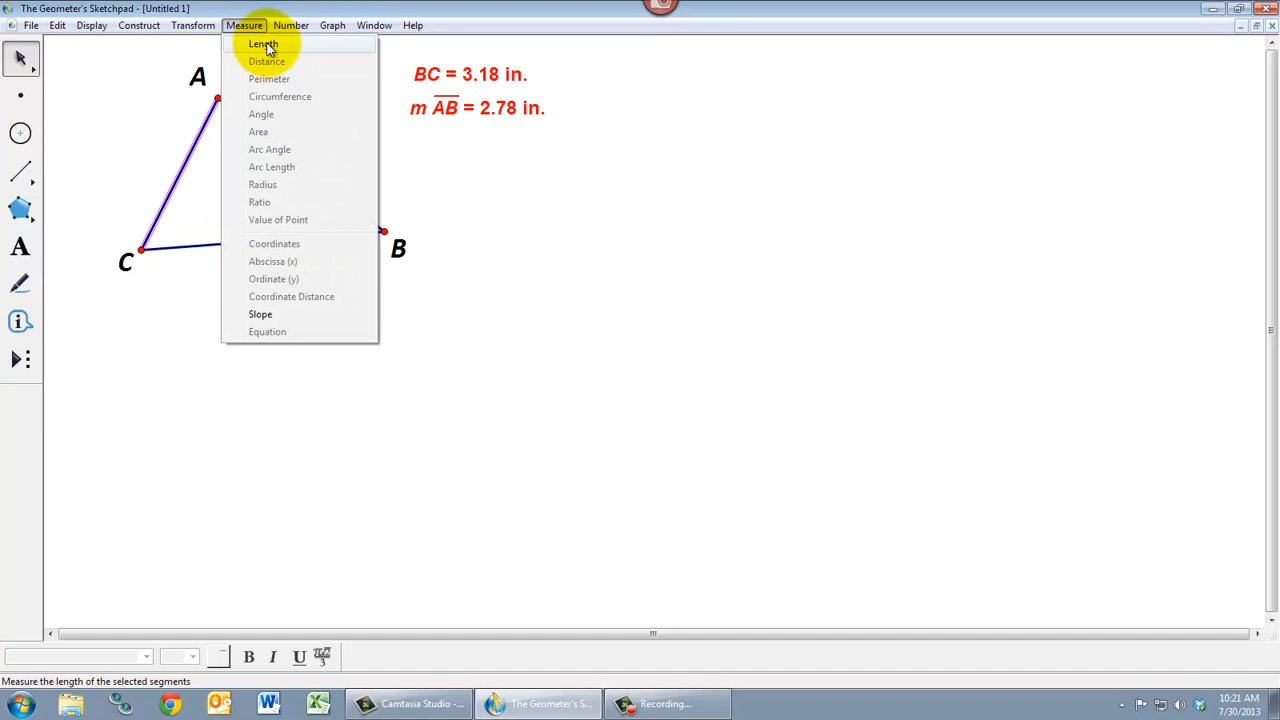 The Geometer's Sketchpad - [Untitled 1]
File Edit Display Construct Transform Measure Number Graph Window Help
Length
Distance
Perimeter
Circumference
Angle
Area
Arc Angle
Arc Length
Radius
Ratio
Value of Point
Coordinates
Abscissa (x)
Ordinate (y)
Coordinate Distance
Slope
Equation
A
BC = 3.18 in.
m AB = 2.78 in.
C
B
A
B I U
Measure the length of the selected segments
Camtasia Studio -...
The Geometer's S...
Recording...
10:21 AM
7/30/2013